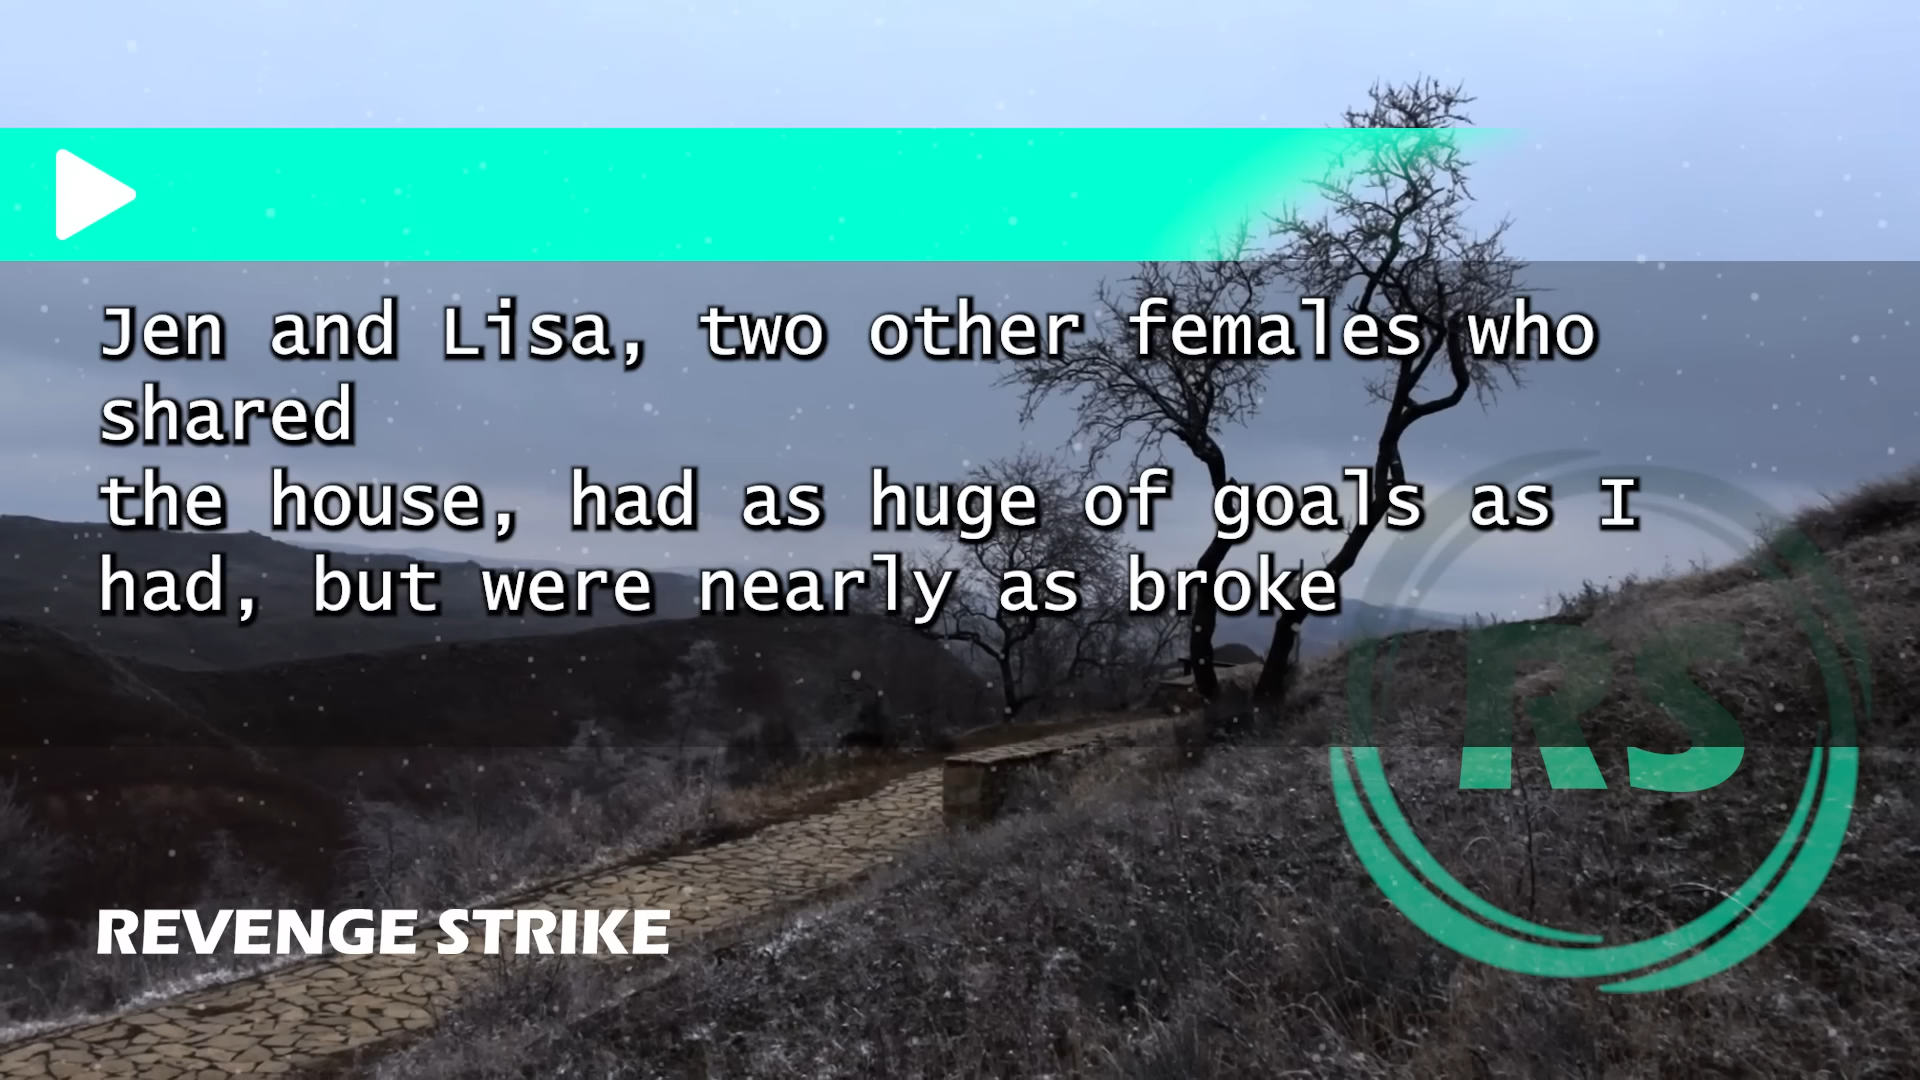 Jen and Lisa, two other females who
shared
the house, had as huge of goals as I
had, but were nearly as broke
RS
REVENGE STRIKE